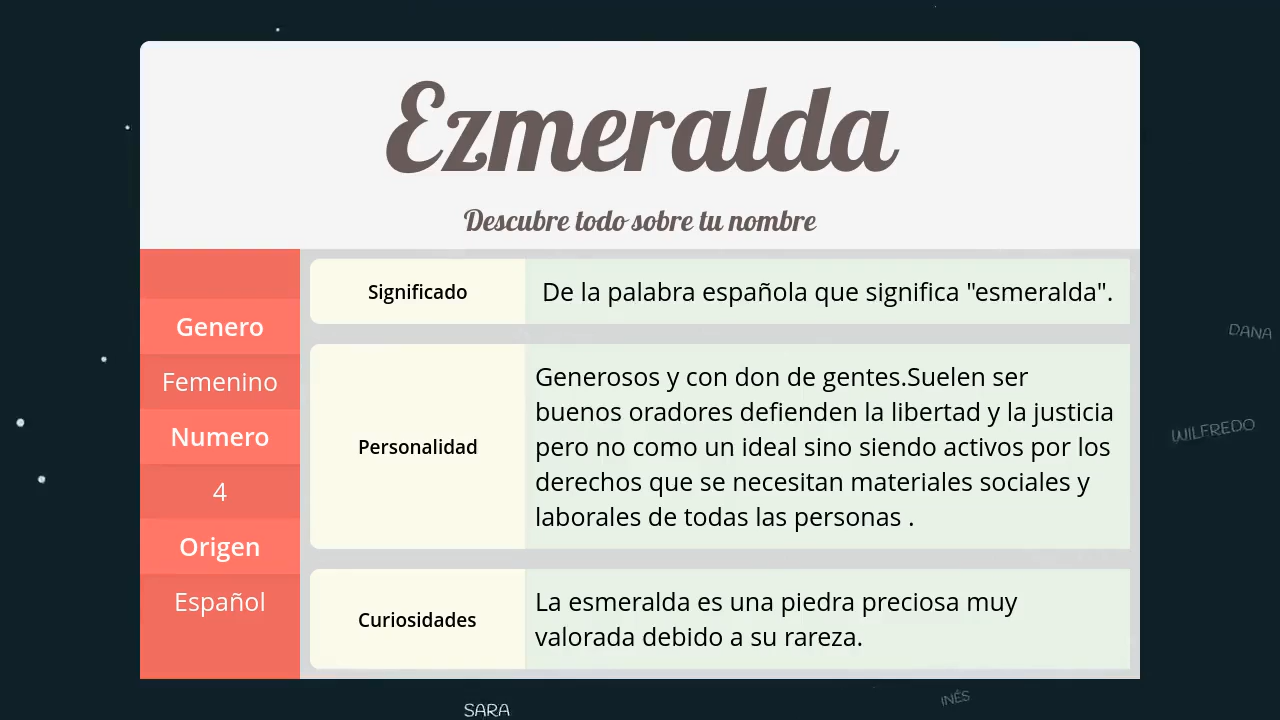 Ezmeralda
Descubre todo sobre tu nombre
Genero
Femenino
Numero
4
Origen
Español
Significado
De la palabra española que significa "esmeralda".
Personalidad
Generosos y con don de gentes.Suelen ser
buenos oradores defienden la libertad y la justicia
pero no como un ideal sino siendo activos por los
derechos que se necesitan materiales sociales y
laborales de todas las personas .
Curiosidades
La esmeralda es una piedra preciosa muy
valorada debido a su rareza.
DANA
WILFREDO
INÉS
SARA